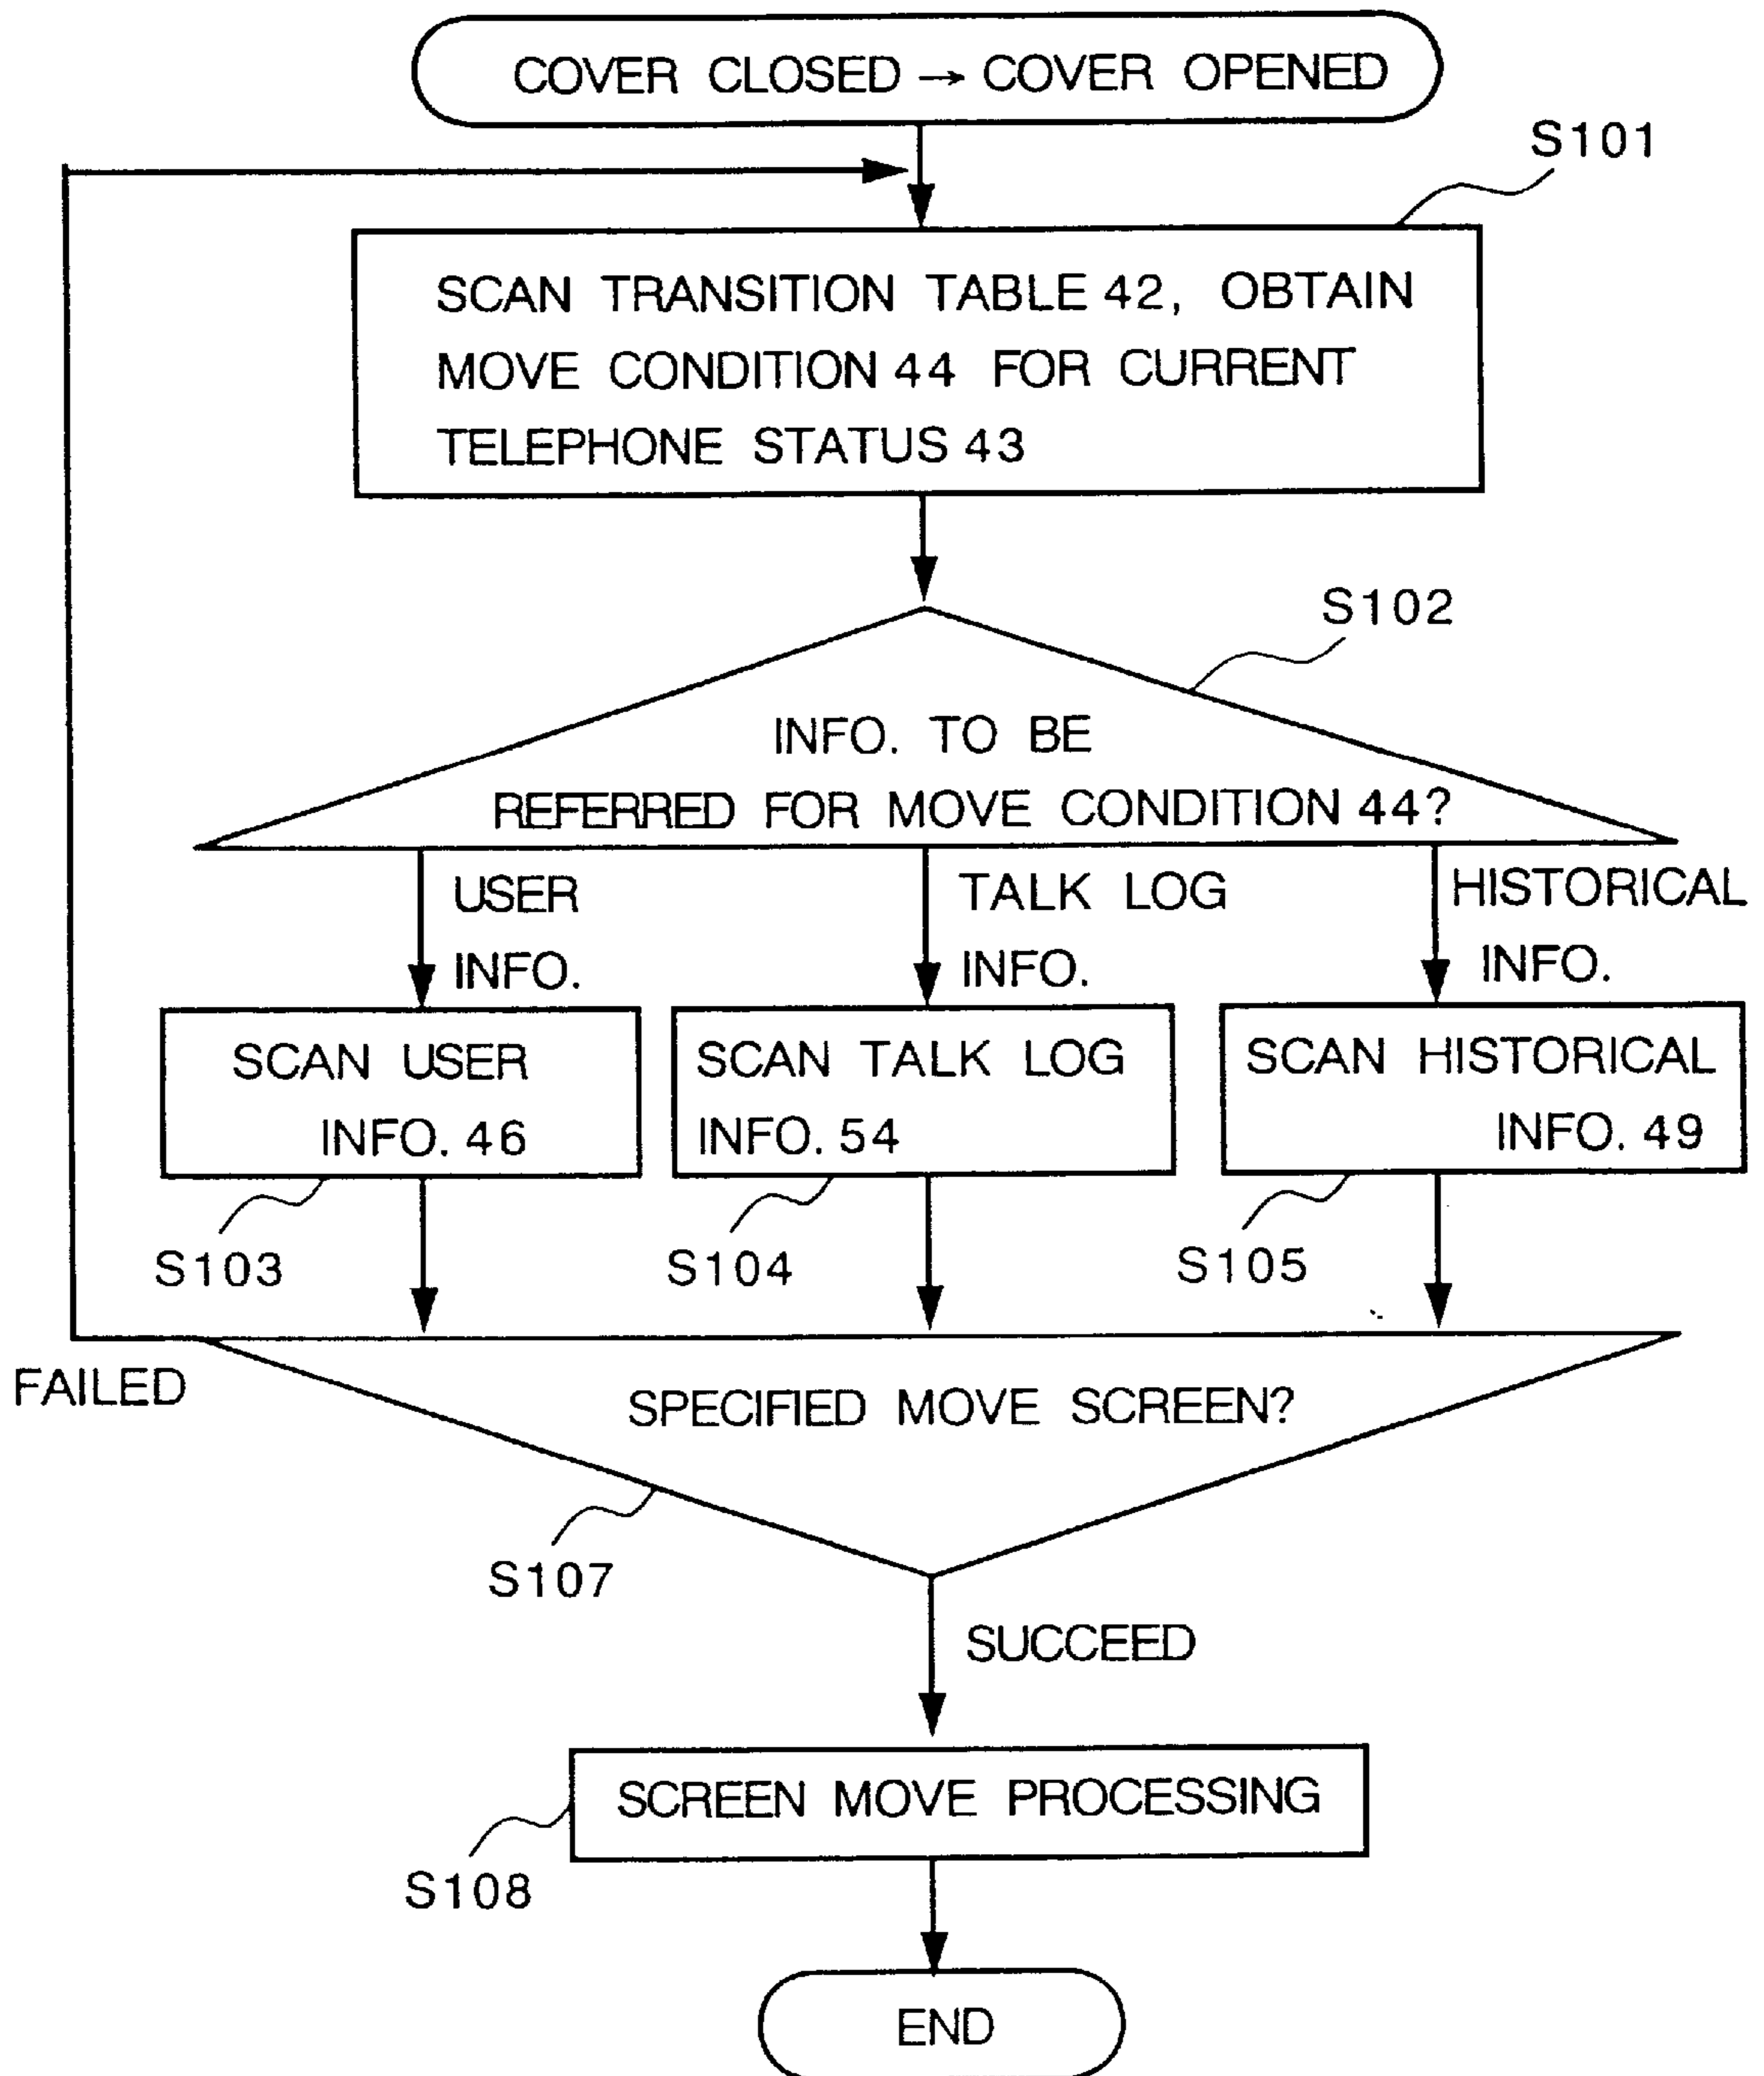 COVER CLOSED → COVER OPENED
S101
SCAN TRANSITION TABLE 42, OBTAIN
MOVE CONDITION 44 FOR CURRENT
TELEPHONE STATUS 43
S102
INFO. TO BE
REFERRED FOR MOVE CONDITION 44?
USER
INFO.
TALK LOG
INFO.
HISTORICAL
INFO.
SCAN USER
INFO. 46
SCAN TALK LOG
INFO. 54
SCAN HISTORICAL
INFO. 49
S103
S104
S105
FAILED
SPECIFIED MOVE SCREEN?
S107
SUCCEED
SCREEN MOVE PROCESSING
S108
END